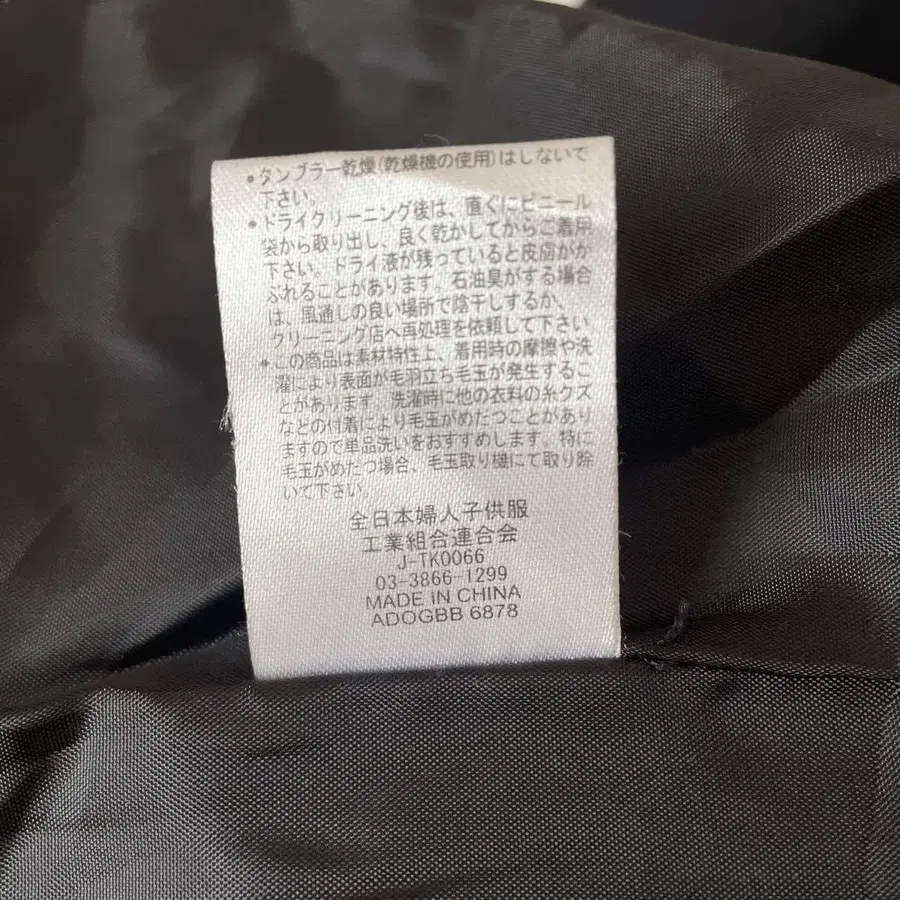 •タンブラー乾燥(乾燥機の使用)はしないで
下さい。
•ドライクリーニング後は、直ぐにビニール
袋から取り出し、良く乾かしてからご着用
下さい。ドライ液が残っていると皮膚がか
ぶれることがあります。石油臭がする場合
は、風通しの良い場所で陰干しするか、
クリーニング店へ再処理を依頼して下さい
•この商品は素材特性上、着用時の摩擦や洗
濯により表面が毛羽立ち毛玉が発生するこ
とがあります。洗濯時に他の衣料の糸クズ
などの付着により毛玉がめだつことがあり
ますので単品洗いをおすすめします。特に
毛玉がめだつ場合、毛玉取り機にて取り除
いて下さい。
全日本婦人子供服
工業組合連合会
J-TK0066
03-3866-1299
MADE IN CHINA
ADOGBB 6878